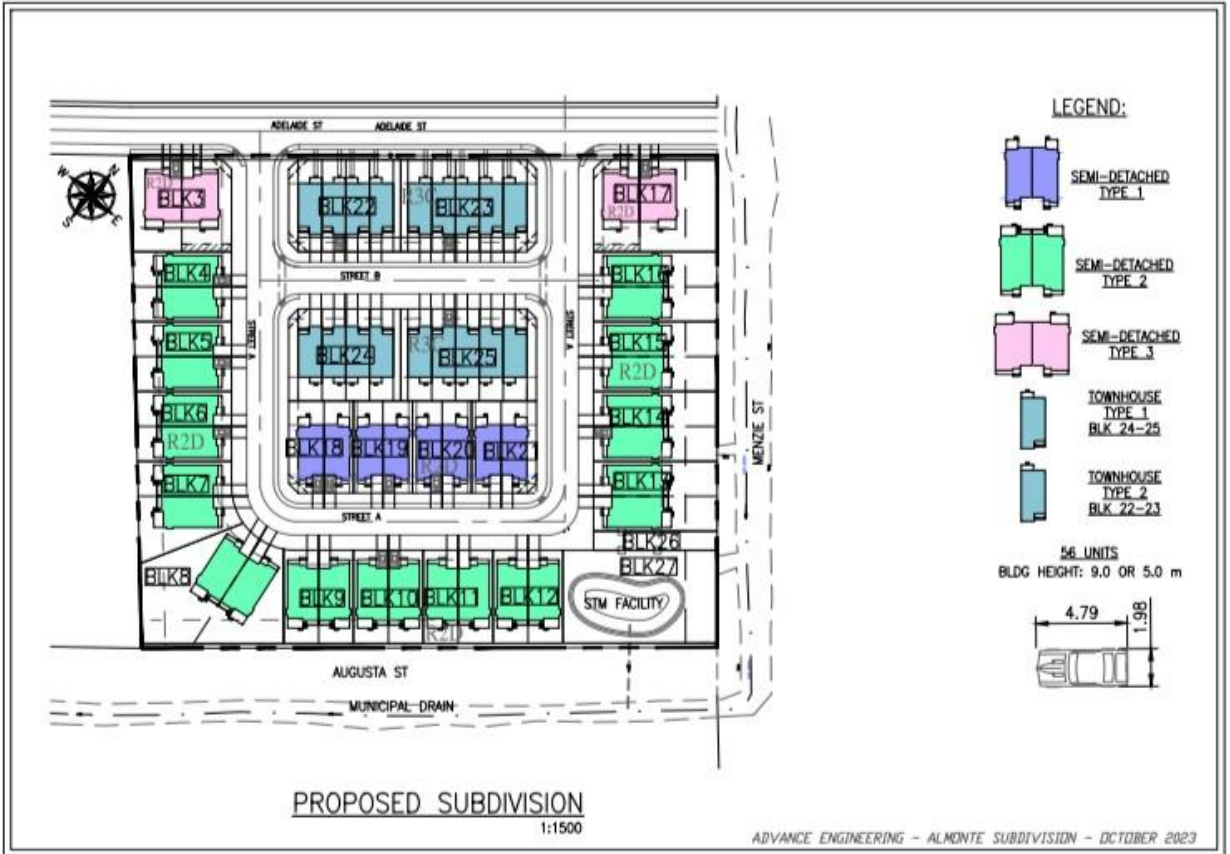 ADELAIDE ST
ADELAIDE ST
W
N
S
E
R2D
BLK3
BLK22
R3C
BLK23
BLK17
R2D
BLK4
STREET B
BLK16
BLK5
STREET A
BLK24
R3C
BLK25
STREET A
BLK15
R2D
BLK6
R2D
BLK14
BLK18
BLK19
BLK20
BLK21
R2D
BLK7
BLK13
STREET A
BLK26
BLK8
BLK27
BLK9
BLK10
BLK11
BLK12
STM FACILITY
R2D
MENZIE ST
AUGUSTA ST
MUNICIPAL DRAIN
LEGEND:
SEMI-DETACHED
TYPE 1
SEMI-DETACHED
TYPE 2
SEMI-DETACHED
TYPE 3
TOWNHOUSE
TYPE 1
BLK 24-25
TOWNHOUSE
TYPE 2
BLK 22-23
56 UNITS
BLDG HEIGHT: 9.0 OR 5.0 m
4.79
1.98
PROPOSED SUBDIVISION
1:1500
ADVANCE ENGINEERING - ALMONTE SUBDIVISION - OCTOBER 2023